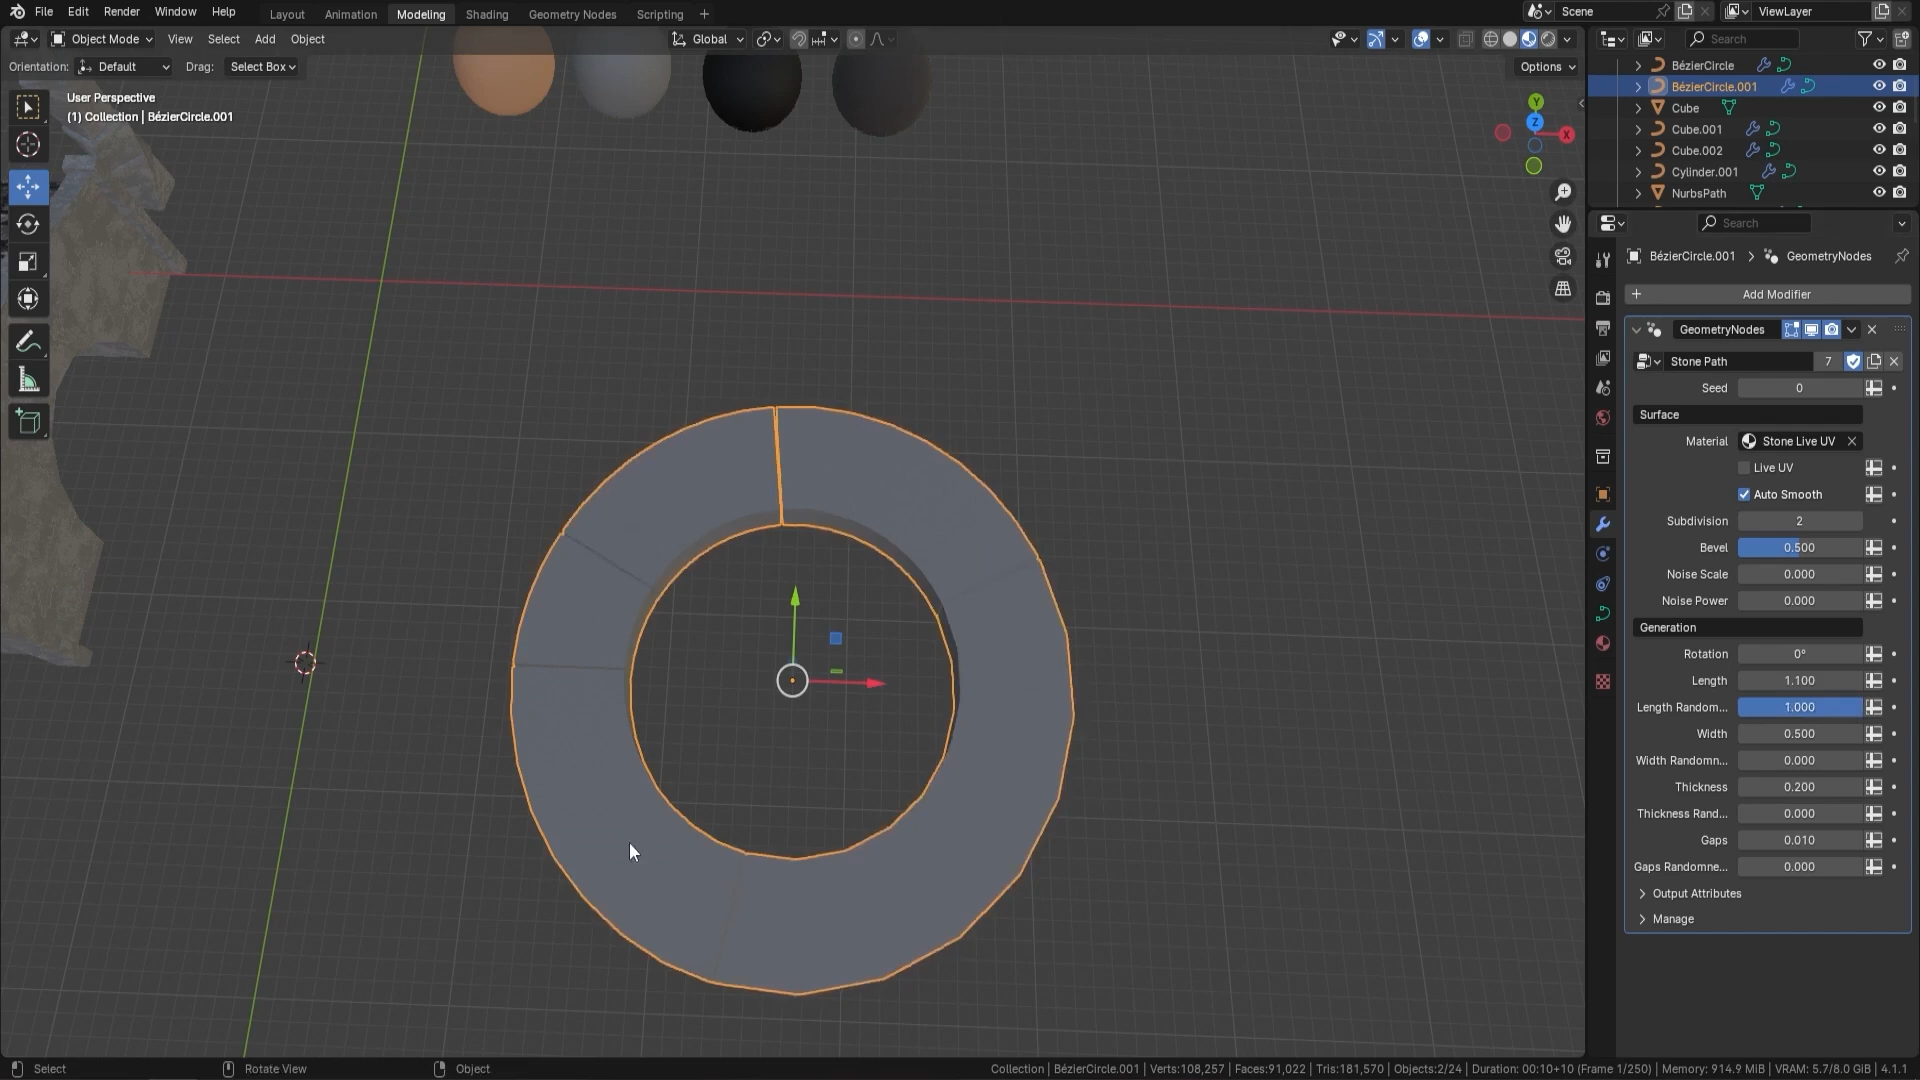 File Edit Render Window Help Layout Animation Modeling Shading Geometry Nodes Scripting + Scene ViewLayer
Object Mode View Select Add Object Global Search
Orientation: Default Drag: Select Box Options
User Perspective
(1) Collection | BézierCircle.001
Y
Z
X
BézierCircle
BézierCircle.001
Cube
Cube.001
Cube.002
Cylinder.001
NurbsPath
Search
BézierCircle.001 > GeometryNodes
+ Add Modifier
GeometryNodes
Stone Path 7
Seed 0
Surface
Material Stone Live UV
Live UV
Auto Smooth
Subdivision 2
Bevel 0.500
Noise Scale 0.000
Noise Power 0.000
Generation
Rotation 0°
Length 1.100
Length Random... 1.000
Width 0.500
Width Randomn... 0.000
Thickness 0.200
Thickness Rand... 0.000
Gaps 0.010
Gaps Randomne... 0.000
Output Attributes
Manage
Select Rotate View Object Collection | BézierCircle.001 | Verts:108,257 | Faces:91,022 | Tris:181,570 | Objects:2/24 | Duration: 00:10+10 (Frame 1/250) | Memory: 914.9 MiB | VRAM: 5.7/8.0 GiB | 4.1.1